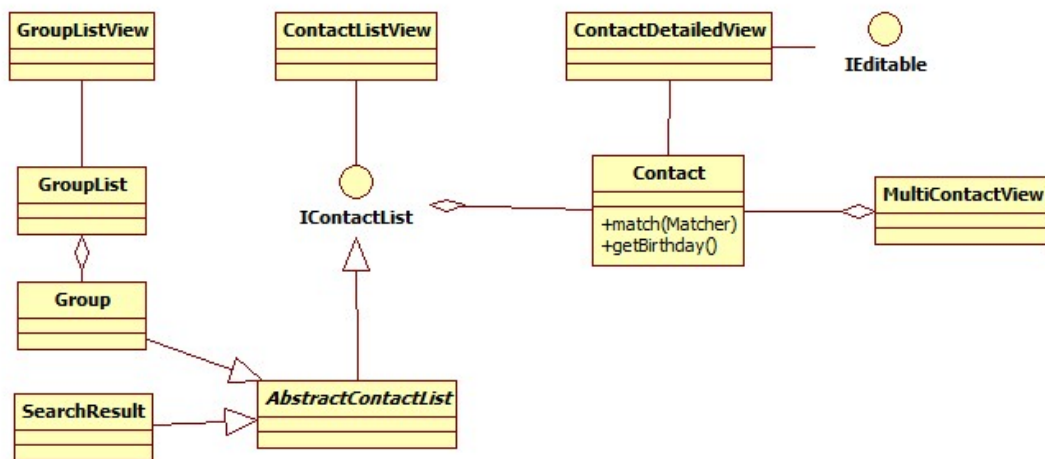 GroupListView
ContactListView
ContactDetailedView
IEditable
GroupList
IContactList
Contact
+match(Matcher)
+getBirthday()
MultiContactView
Group
AbstractContactList
SearchResult